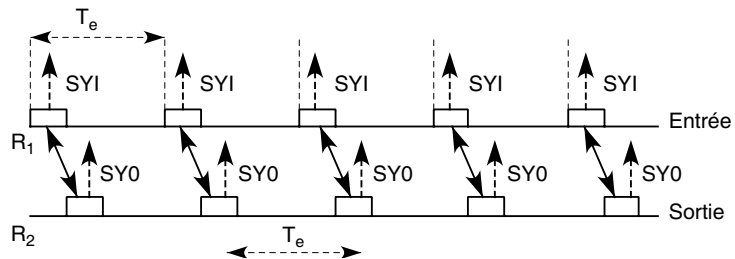 Te
SYI SYI SYI SYI SYI
R1 Entrée
SY0 SY0 SY0 SY0 SY0
R2 Sortie
Te